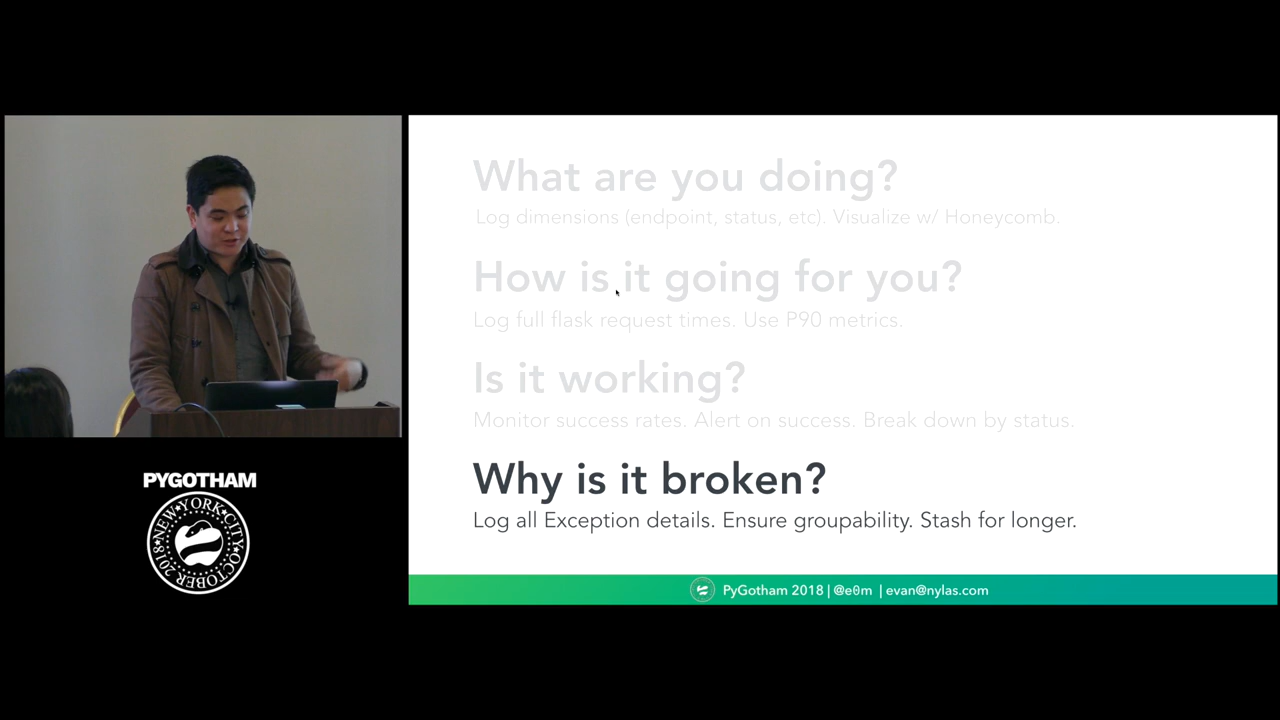 What are you doing?
Log dimensions (endpoint, status, etc). Visualize w/ Honeycomb.
How is it going for you?
Log full flask request times. Use P90 metrics.
Is it working?
Monitor success rates. Alert on success. Break down by status.
Why is it broken?
Log all Exception details. Ensure groupability. Stash for longer.
PyGotham 2018 | @e0m | evan@nylas.com
PYGOTHAM
NEW★YORK★CITY
OCTOBER 2018